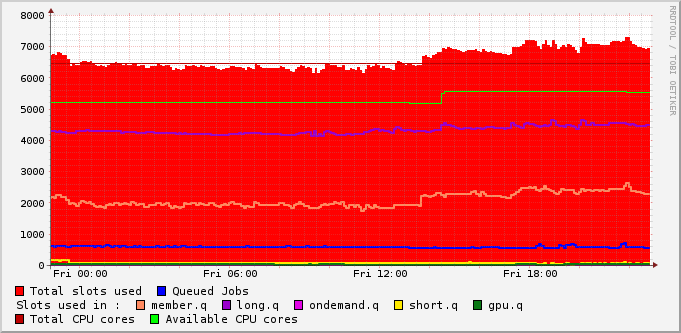 RRDTOOL / TOBI OETIKER
8000
7000
6000
5000
4000
3000
2000
1000
0
Fri 00:00 Fri 06:00 Fri 12:00 Fri 18:00
Total slots used Queued Jobs
Slots used in : member.q long.q ondemand.q short.q gpu.q
Total CPU cores Available CPU cores